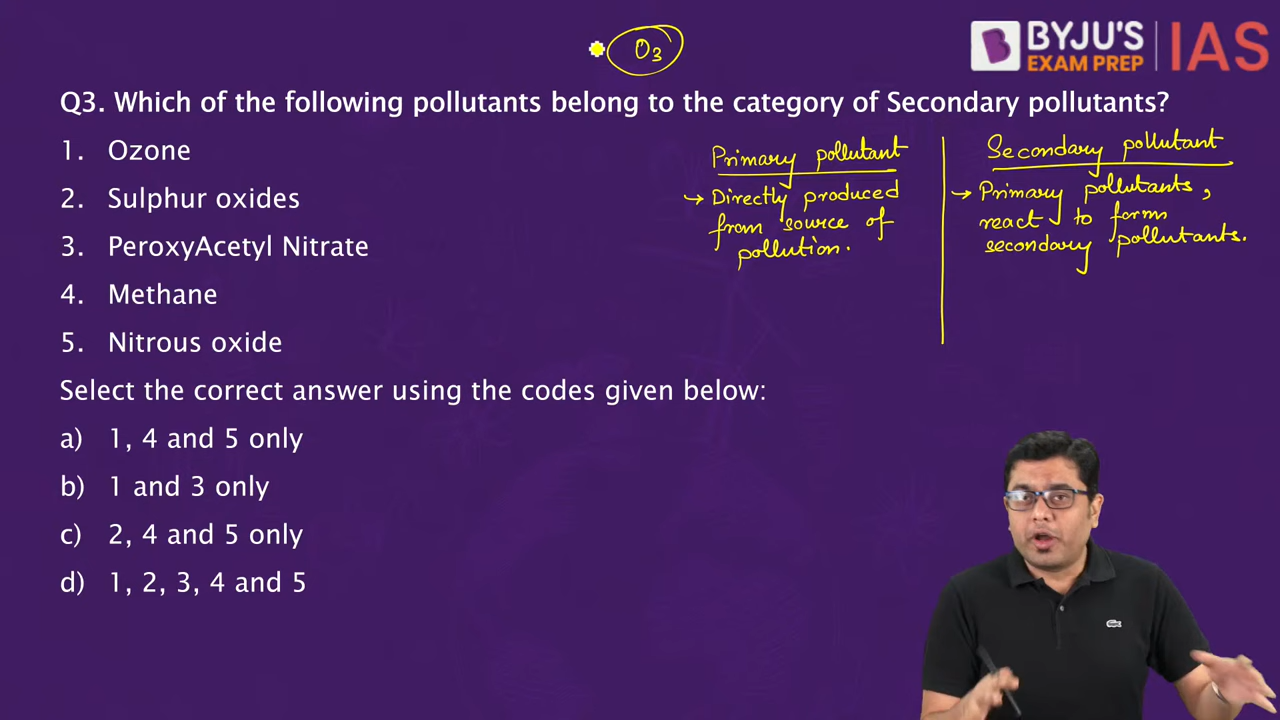 O3
BYJU'S
EXAM PREP
IAS
Q3. Which of the following pollutants belong to the category of Secondary pollutants?
1. Ozone
2. Sulphur oxides
3. PeroxyAcetyl Nitrate
4. Methane
5. Nitrous oxide
Select the correct answer using the codes given below:
a) 1, 4 and 5 only
b) 1 and 3 only
c) 2, 4 and 5 only
d) 1, 2, 3, 4 and 5
Primary pollutant
→ Directly produced
from source of
pollution.
Secondary pollutant
→ Primary pollutants,
react to form
secondary pollutants.